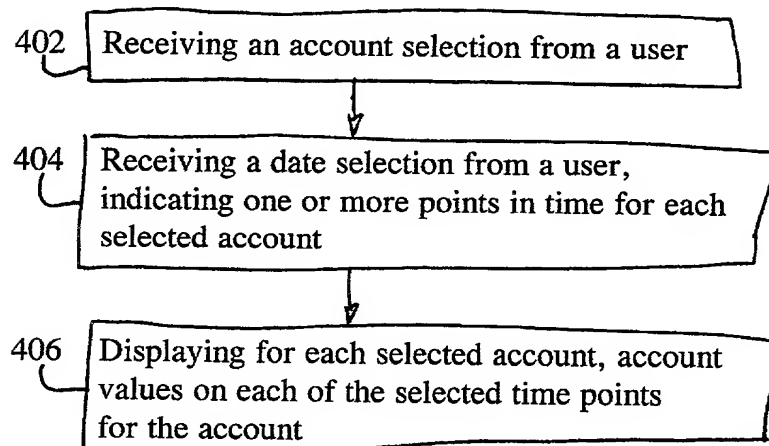 402 Receiving an account selection from a user
404 Receiving a date selection from a user,
indicating one or more points in time for each
selected account
406 Displaying for each selected account, account
values on each of the selected time points
for the account